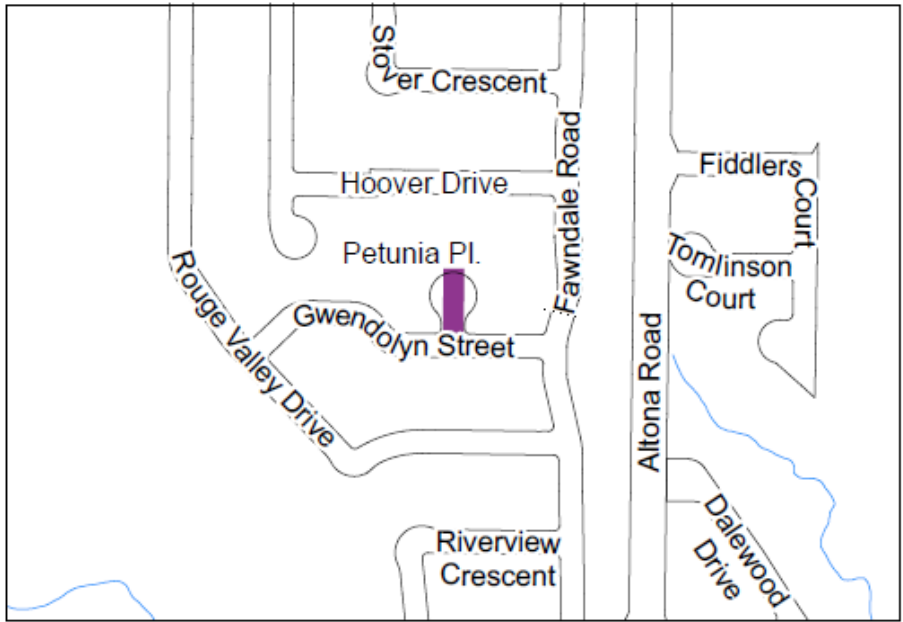 Stover Crescent
Fawndale Road
Fiddlers Court
Hoover Drive
Petunia Pl.
Tomlinson
Court
Rouge Valley Drive
Gwendolyn Street
Altona Road
Riverview
Crescent
Dalewood
Drive